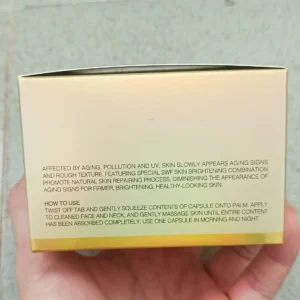 AFFECTED BY AGING, POLLUTION AND UV, SKIN SLOWLY APPEARS AGING SIGNS
AND ROUGH TEXTURE. FEATURING SPECIAL SWF SKIN BRIGHTENING COMBINATION
PROMOTE NATURAL SKIN REPAIRING PROCESS, DIMINISHING THE APPEARANCE OF
AGING SIGNS FOR FIRMER, BRIGHTENING, HEALTHY-LOOKING SKIN.
HOW TO USE
TWIST OFF TAB AND GENTLY SQUEEZE CONTENTS OF CAPSULE ONTO PALM. APPLY
TO CLEANSED FACE AND NECK, AND GENTLY MASSAGE SKIN UNTIL ENTIRE CONTENT
HAS BEEN ABSORBED COMPLETELY. USE ONE CAPSULE IN MORNING AND NIGHT.